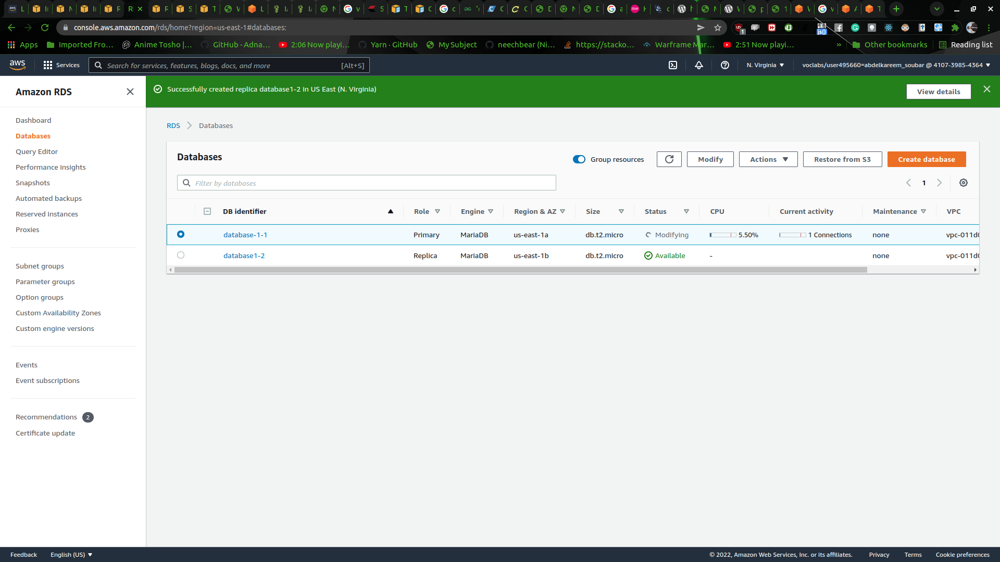 console.aws.amazon.com/rds/home?region=us-east-1#databases:
Apps Imported Fro... Anime Tosho |... GitHub - Adna... 2:06 Now playi... Yarn · GitHub My Subject neechbear (Ni... https://stacko... Warframe Mar... 2:51 Now playi... » Other bookmarks Reading list
aws Services Search for services, features, blogs, docs, and more [Alt+S] N. Virginia voclabs/user495660=abdelkareem_soubar @ 4107-3985-4364
Amazon RDS
Dashboard
Databases
Query Editor
Performance insights
Snapshots
Automated backups
Reserved instances
Proxies
Subnet groups
Parameter groups
Option groups
Custom Availability Zones
Custom engine versions
Events
Event subscriptions
Recommendations 2
Certificate update
Successfully created replica database1-2 in US East (N. Virginia) View details
RDS Databases
Databases Group resources Modify Actions Restore from S3 Create database
Filter by databases 1
DB identifier Role Engine Region & AZ Size Status CPU Current activity Maintenance VPC
database-1-1 Primary MariaDB us-east-1a db.t2.micro Modifying 5.50% 1 Connections none vpc-011d
database1-2 Replica MariaDB us-east-1b db.t2.micro Available - none vpc-011d
Feedback English (US) © 2022, Amazon Web Services, Inc. or its affiliates. Privacy Terms Cookie preferences